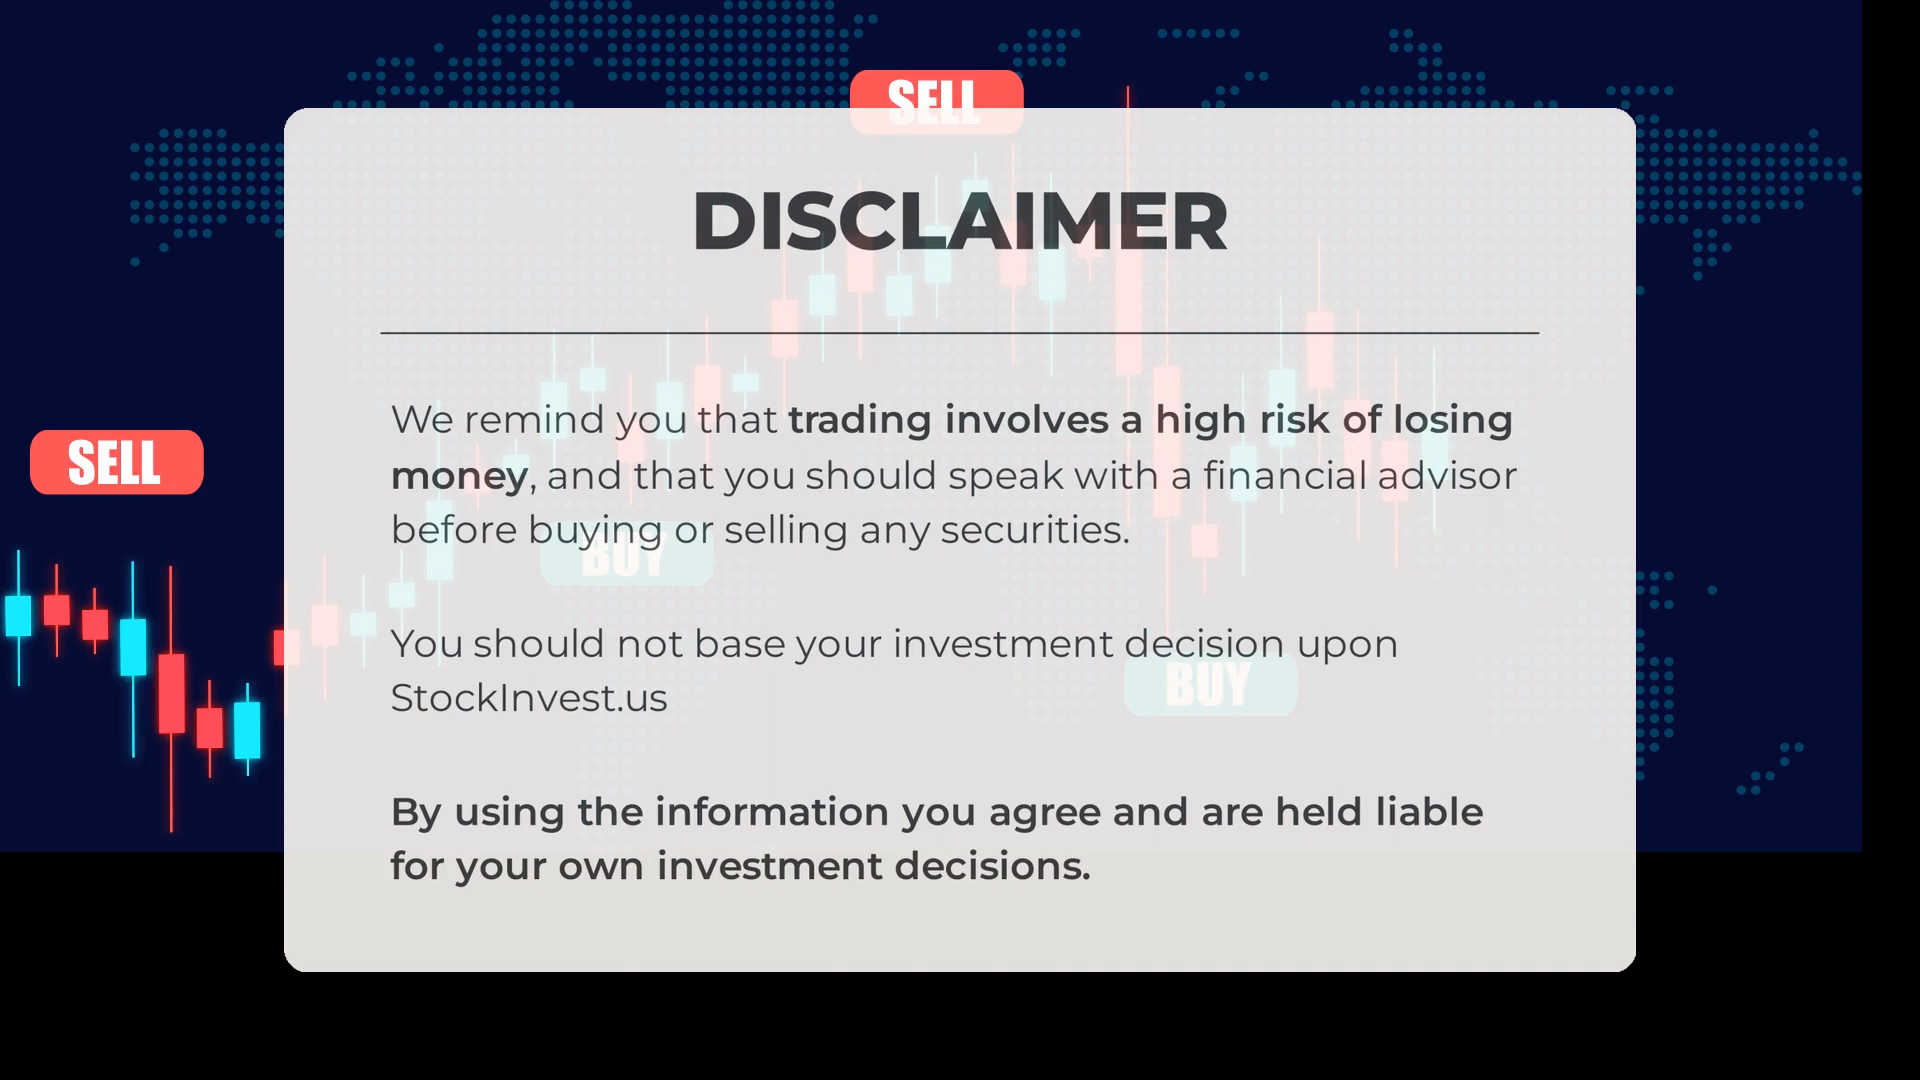 SELL
DISCLAIMER
We remind you that trading involves a high risk of losing
money, and that you should speak with a financial advisor
before buying or selling any securities.
SELL
BUY
You should not base your investment decision upon
StockInvest.us
BUY
By using the information you agree and are held liable
for your own investment decisions.